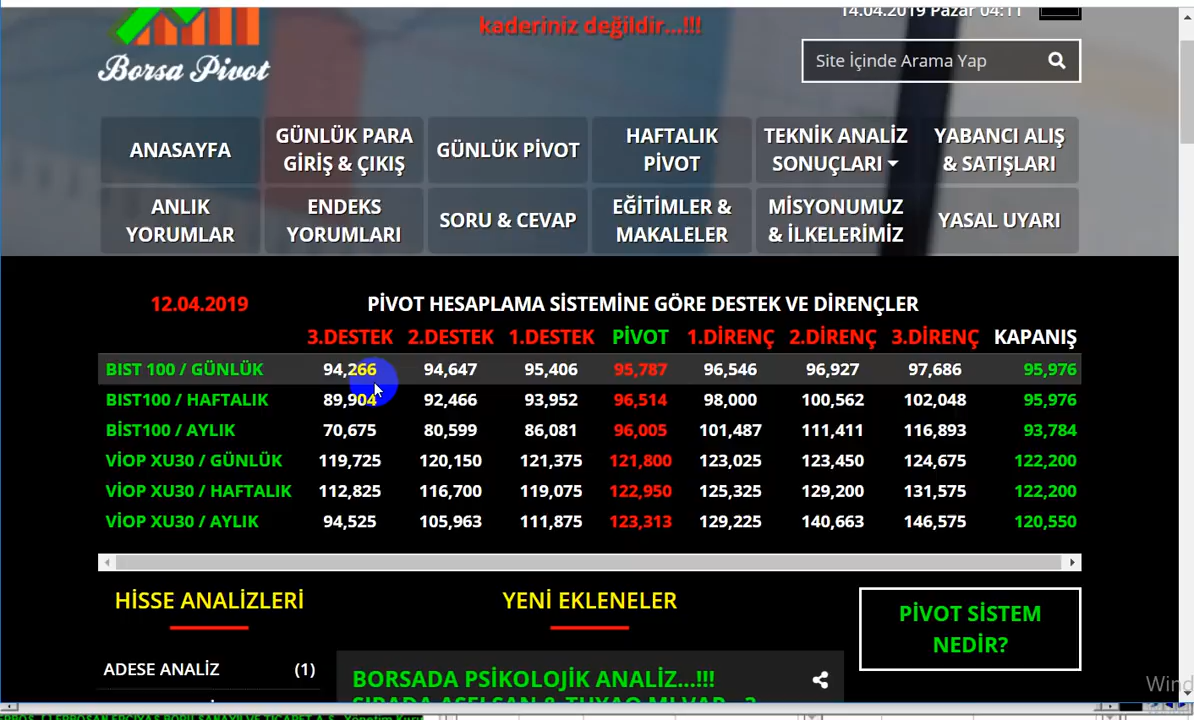 kaderiniz değildir...!!!
14.04.2019 Pazar 04:11
Borsa Pivot
Site İçinde Arama Yap
ANASAYFA
GÜNLÜK PARA
GİRİŞ & ÇIKIŞ
GÜNLÜK PİVOT
HAFTALIK
PİVOT
TEKNİK ANALİZ
SONUÇLARI
YABANCI ALIŞ
& SATIŞLARI
ANLIK
YORUMLAR
ENDEKS
YORUMLARI
SORU & CEVAP
EĞİTİMLER &
MAKALELER
MİSYONUMUZ
& İLKELERİMİZ
YASAL UYARI
12.04.2019 PİVOT HESAPLAMA SİSTEMİNE GÖRE DESTEK VE DİRENÇLER
3.DESTEK 2.DESTEK 1.DESTEK PİVOT 1.DİRENÇ 2.DİRENÇ 3.DİRENÇ KAPANIŞ
BIST 100 / GÜNLÜK 94,266 94,647 95,406 95,787 96,546 96,927 97,686 95,976
BIST100 / HAFTALIK 89,904 92,466 93,952 96,514 98,000 100,562 102,048 95,976
BİST100 / AYLIK 70,675 80,599 86,081 96,005 101,487 111,411 116,893 93,784
VİOP XU30 / GÜNLÜK 119,725 120,150 121,375 121,800 123,025 123,450 124,675 122,200
VİOP XU30 / HAFTALIK 112,825 116,700 119,075 122,950 125,325 129,200 131,575 122,200
VİOP XU30 / AYLIK 94,525 105,963 111,875 123,313 129,225 140,663 146,575 120,550
HİSSE ANALİZLERİ
YENİ EKLENELER
PİVOT SİSTEM
NEDİR?
ADESE ANALİZ (1)
BORSADA PSİKOLOJİK ANALİZ...!!!
SIRADA ASELSAN & THYAO MI VAR...?
Wind